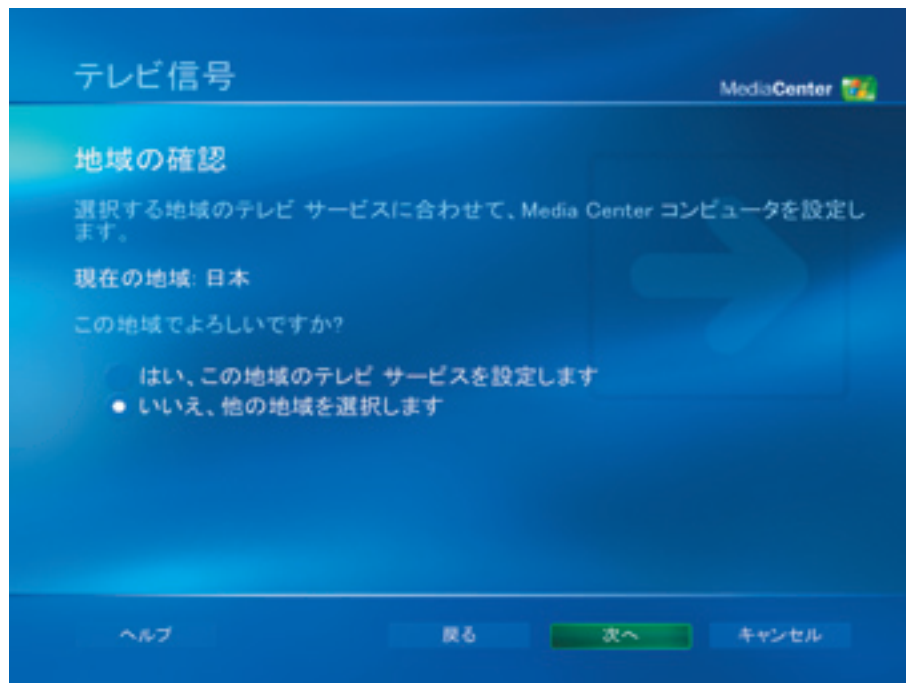 テレビ信号
MediaCenter
地域の確認
選択する地域のテレビ サービスに合わせて、Media Center コンピュータを設定し
ます。
現在の地域: 日本
この地域でよろしいですか?
はい、この地域のテレビ サービスを設定します
いいえ、他の地域を選択します
ヘルプ 戻る 次へ キャンセル